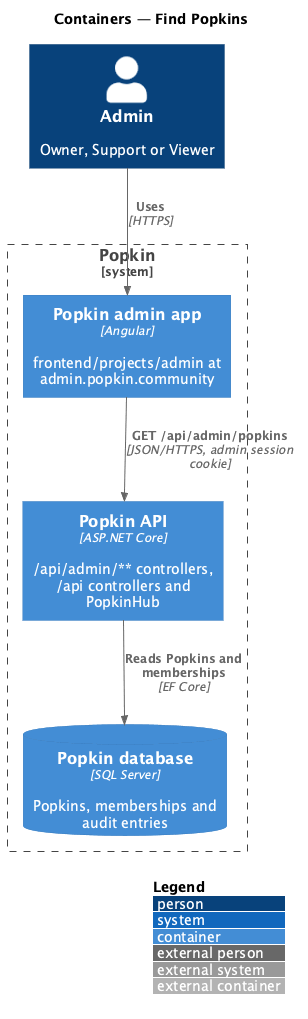 Containers — Find Popkins
Admin
Owner, Support or Viewer
Uses
[HTTPS]
Popkin
[system]
Popkin admin app
[Angular]
frontend/projects/admin at
admin.popkin.community
GET /api/admin/popkins
[JSON/HTTPS, admin session
cookie]
Popkin API
[ASP.NET Core]
/api/admin/** controllers,
/api controllers and
PopkinHub
Reads Popkins and
memberships
[EF Core]
Popkin database
[SQL Server]
Popkins, memberships and
audit entries
Legend
person
system
container
external person
external system
external container